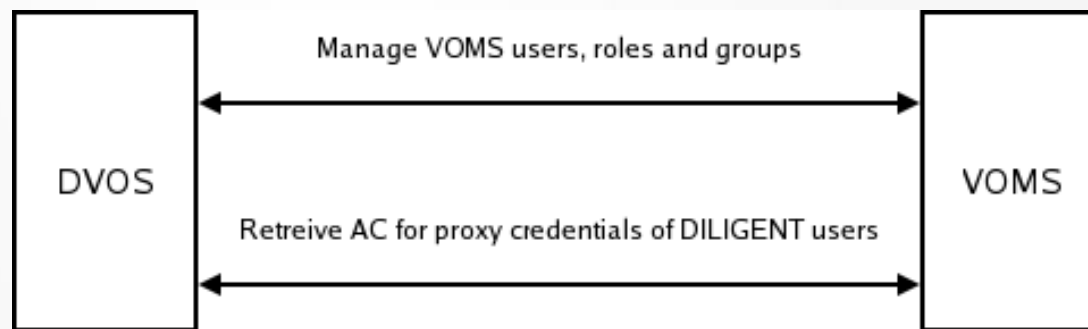 Manage VOMS users, roles and groups
DVOS
VOMS
Retreive AC for proxy credentials of DILIGENT users